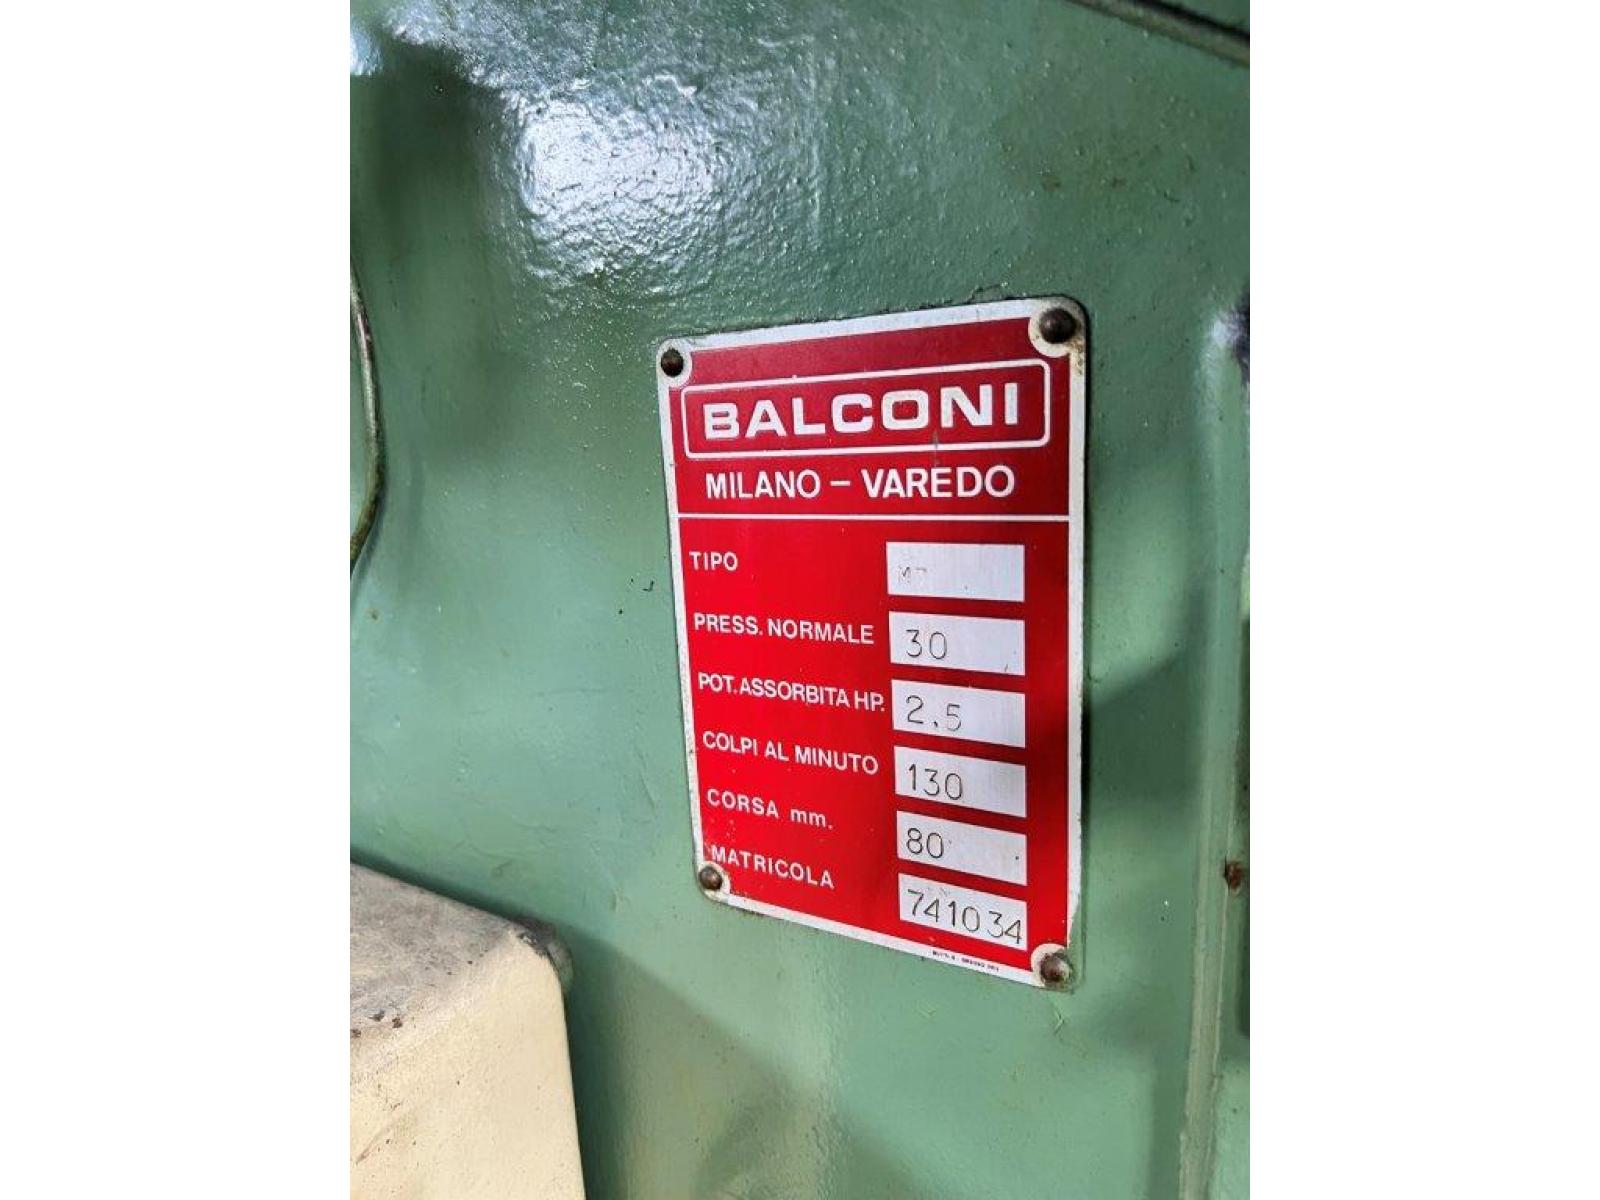 BALCONI
MILANO – VAREDO
TIPO
PRESS. NORMALE 30
POT. ASSORBITA HP. 2.5
COLPI AL MINUTO 130
CORSA mm. 80
MATRICOLA 741034